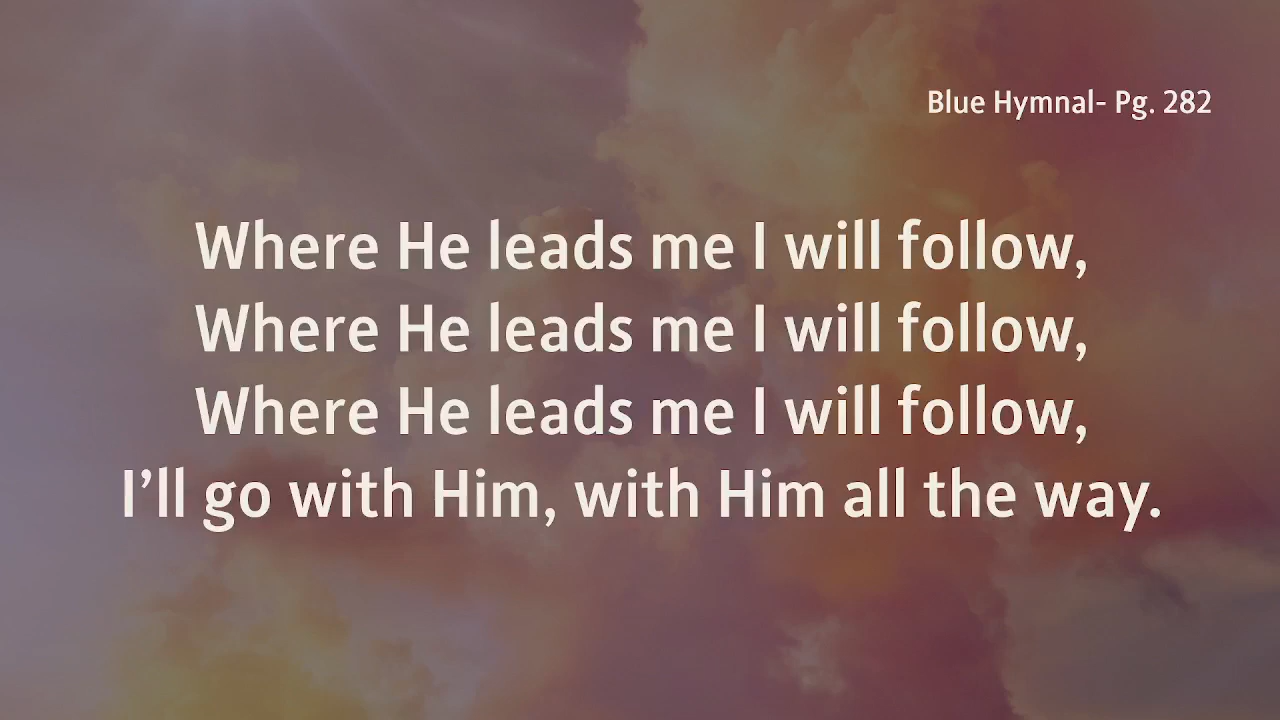 Blue Hymnal- Pg. 282
Where He leads me I will follow,
Where He leads me I will follow,
Where He leads me I will follow,
I’ll go with Him, with Him all the way.